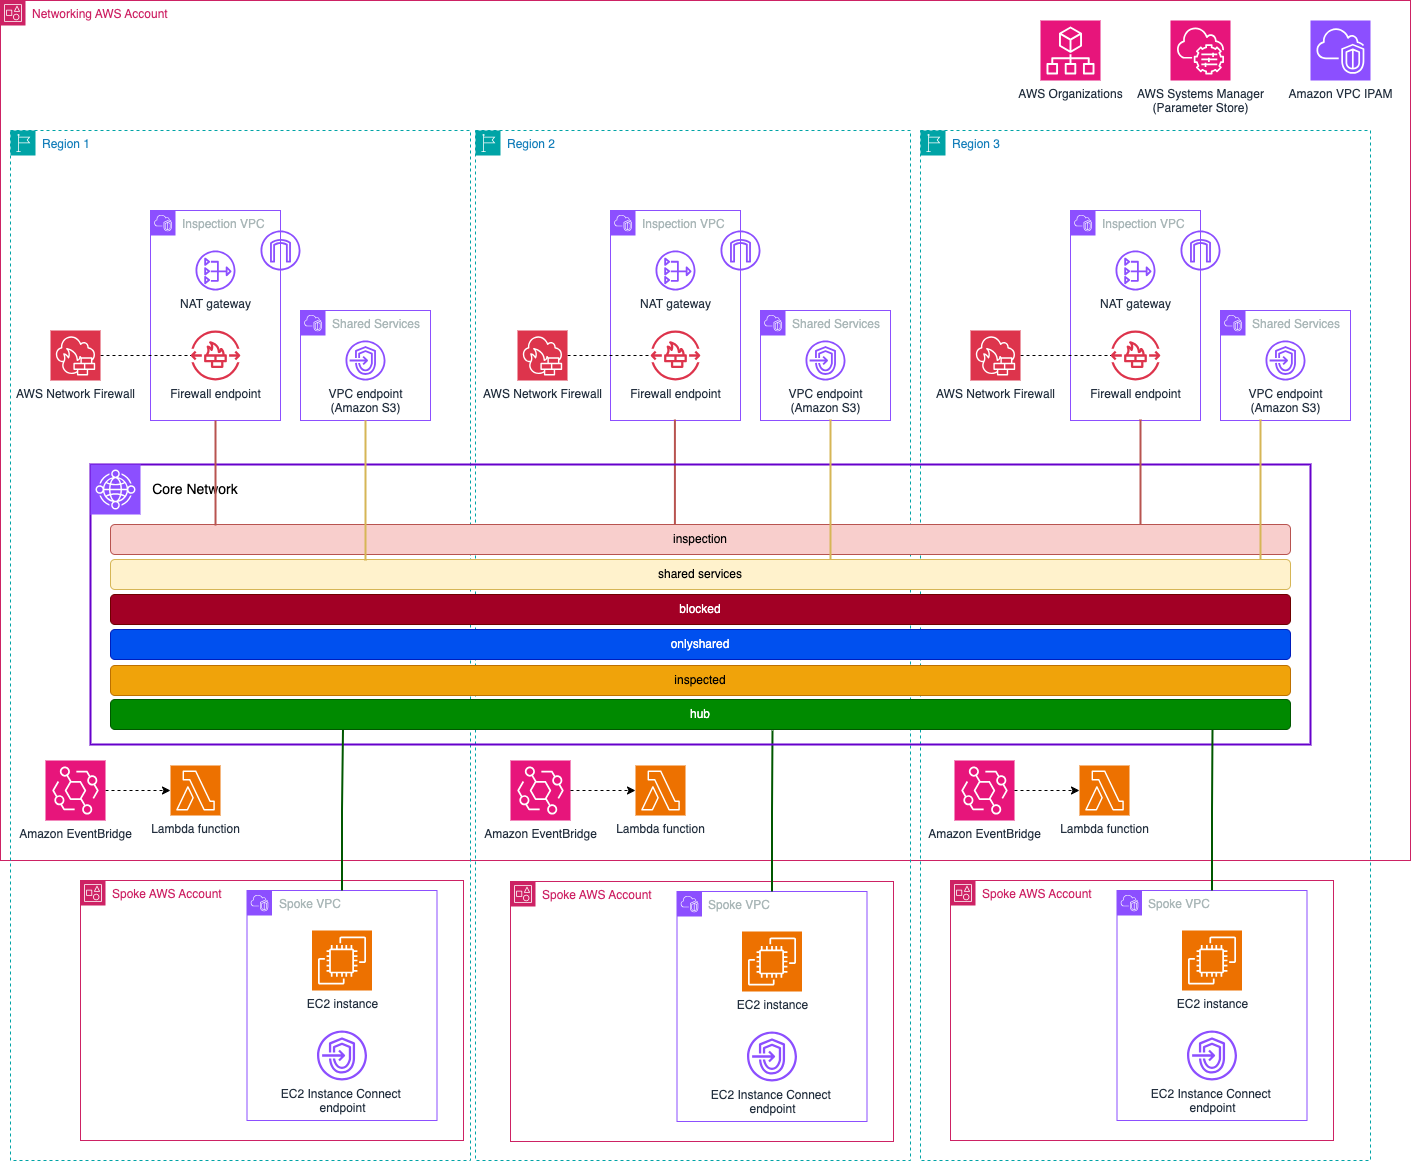 Networking AWS Account
AWS Organizations
AWS Systems Manager
(Parameter Store)
Amazon VPC IPAM
Region 1
Region 2
Region 3
Inspection VPC
NAT gateway
Shared Services
AWS Network Firewall
Firewall endpoint
VPC endpoint
(Amazon S3)
Inspection VPC
NAT gateway
Shared Services
AWS Network Firewall
Firewall endpoint
VPC endpoint
(Amazon S3)
Inspection VPC
NAT gateway
Shared Services
AWS Network Firewall
Firewall endpoint
VPC endpoint
(Amazon S3)
Core Network
inspection
shared services
blocked
onlyshared
inspected
hub
Amazon EventBridge
Lambda function
Amazon EventBridge
Lambda function
Amazon EventBridge
Lambda function
Spoke AWS Account
Spoke VPC
EC2 instance
EC2 Instance Connect
endpoint
Spoke AWS Account
Spoke VPC
EC2 instance
EC2 Instance Connect
endpoint
Spoke AWS Account
Spoke VPC
EC2 instance
EC2 Instance Connect
endpoint